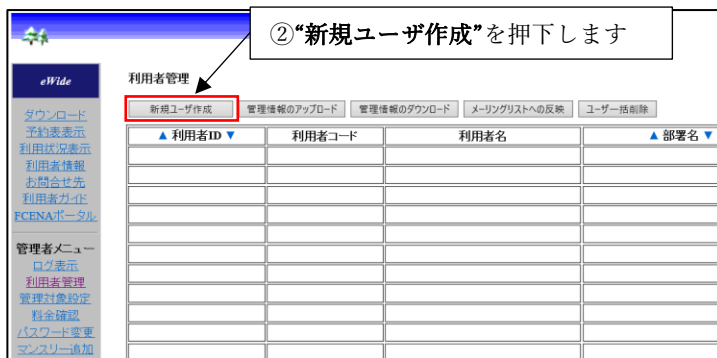 ②“新規ユーザ作成”を押下します
eWide
利用者管理
新規ユーザ作成 管理情報のアップロード 管理情報のダウンロード メーリングリストへの反映 ユーザー括削除
▲ 利用者ID ▼ 利用者コード 利用者名 ▲ 部署名 ▼
ダウンロード
予約表表示
利用状況表示
利用者情報
お問合せ先
利用者ガイド
FCENAポータル
管理者メニュー
ログ表示
利用者管理
管理対象設定
料金確認
パスワード変更
マンスリー追加